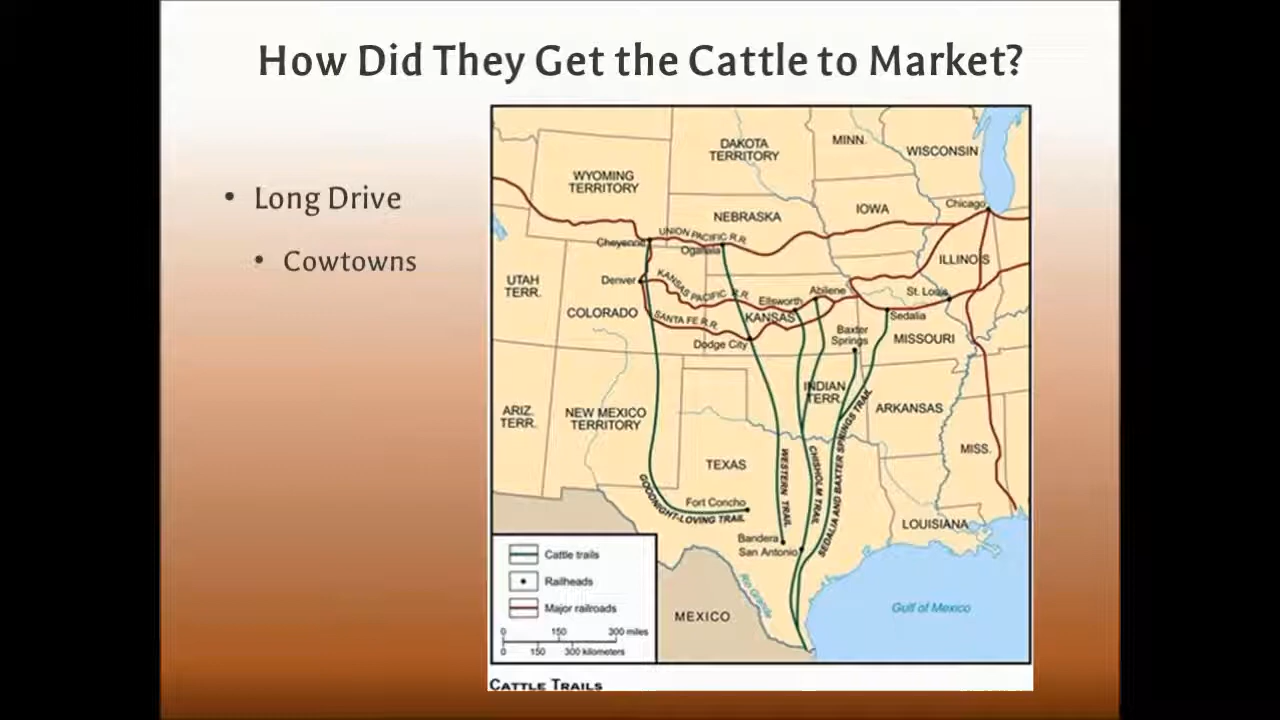 How Did They Get the Cattle to Market?
• Long Drive
• Cowtowns
DAKOTA
TERRITORY
MINN.
WISCONSIN
WYOMING
TERRITORY
NEBRASKA
IOWA
Chicago
UNION PACIFIC R.R.
Cheyenne
Ogallala
ILLINOIS
UTAH
TERR.
Denver
KANSAS PACIFIC R.R.
Abilene
St. Louis
Ellsworth
COLORADO
SANTA FE R.R.
KANSAS
Sedalia
Dodge City
Baxter
Springs
MISSOURI
INDIAN
TERR.
ARIZ.
TERR.
NEW MEXICO
TERRITORY
ARKANSAS
MISS.
TEXAS
GOODNIGHT-LOVING TRAIL
WESTERN TRAIL
CHISHOLM TRAIL
SEDALIA AND BAXTER SPRINGS TRAIL
Fort Concho
LOUISIANA
Bandera
San Antonio
Rio Grande
MEXICO
Gulf of Mexico
Cattle trails
Railheads
Major railroads
0 150 300 miles
0 150 300 kilometers
CATTLE TRAILS